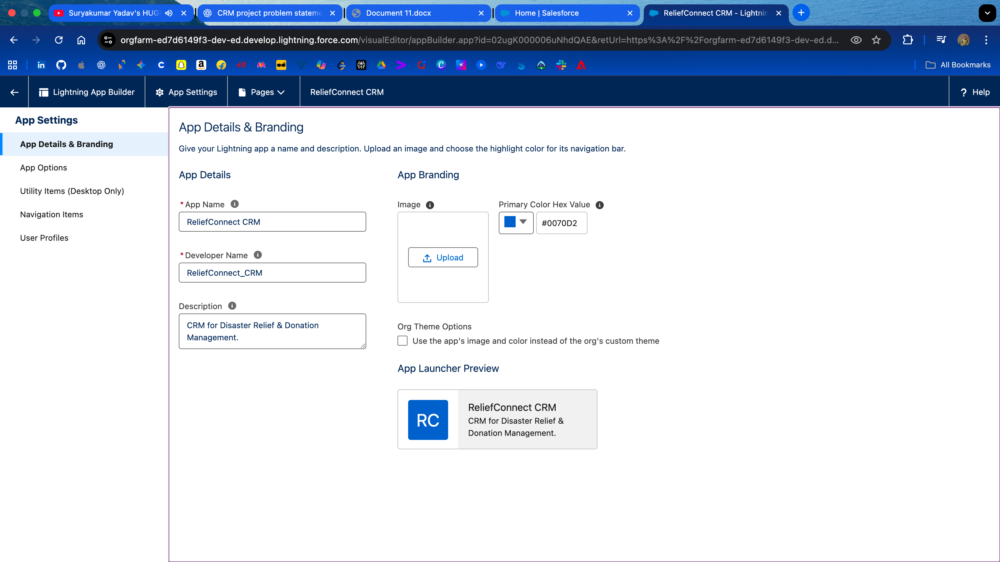 Suryakumar Yadav's HUG
CRM project problem stateme
Document 11.docx
Home | Salesforce
ReliefConnect CRM - Lightnin
orgfarm-ed7d6149f3-dev-ed.develop.lightning.force.com/visualEditor/appBuilder.app?id=02ugK000006uNhdQAE&retUrl=https%3A%2F%2Forgfarm-ed7d6149f3-dev-ed.d...
All Bookmarks
Lightning App Builder
App Settings
Pages
ReliefConnect CRM
? Help
App Settings
App Details & Branding
App Options
Utility Items (Desktop Only)
Navigation Items
User Profiles
App Details & Branding
Give your Lightning app a name and description. Upload an image and choose the highlight color for its navigation bar.
App Details
* App Name
ReliefConnect CRM
* Developer Name
ReliefConnect_CRM
Description
CRM for Disaster Relief & Donation
Management.
App Branding
Image
Upload
Primary Color Hex Value
#0070D2
Org Theme Options
Use the app's image and color instead of the org's custom theme
App Launcher Preview
RC
ReliefConnect CRM
CRM for Disaster Relief &
Donation Management.